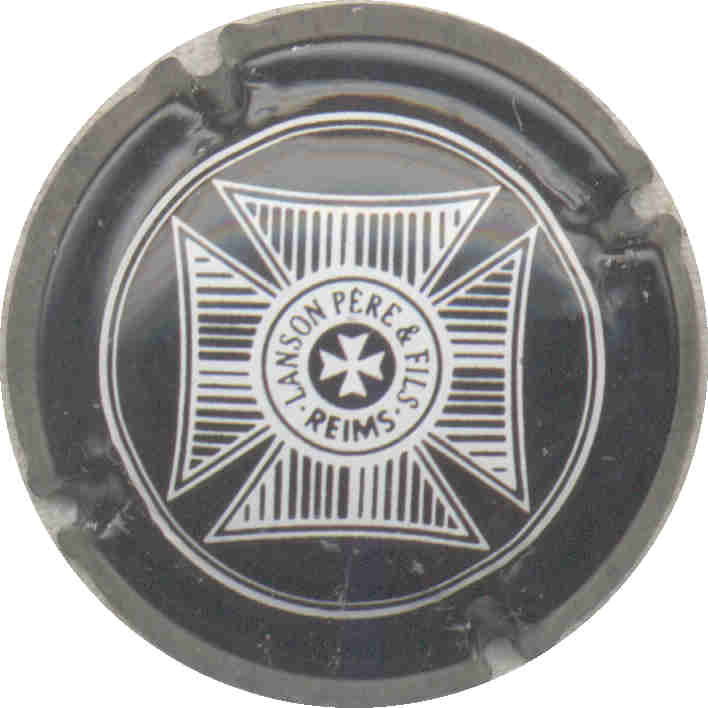 · LANSON PÈRE & FILS ·
REIMS